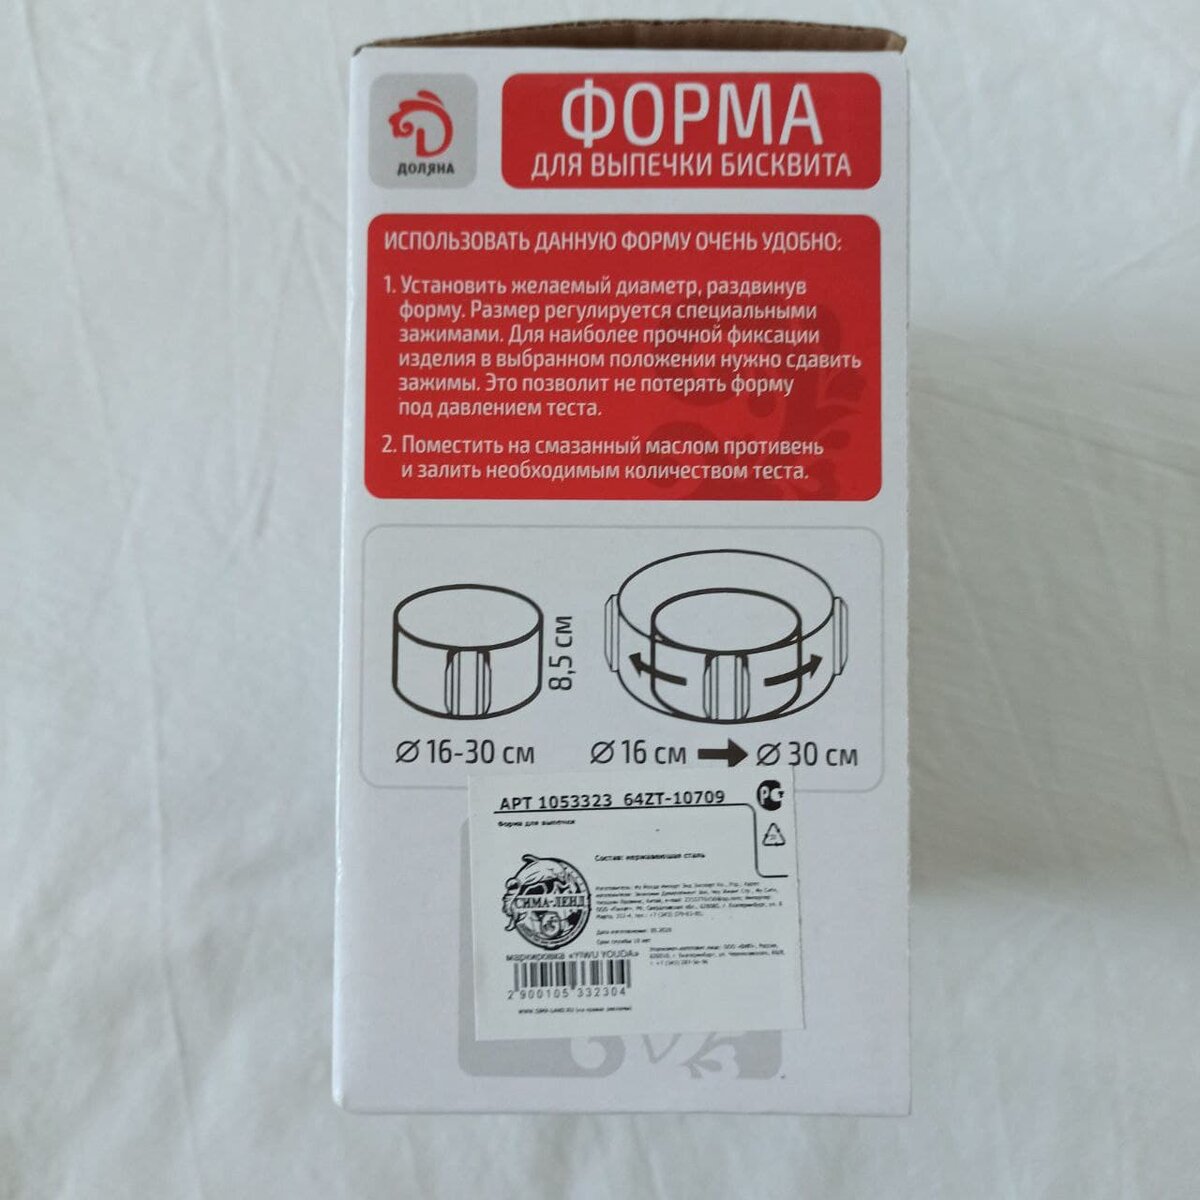 ДОЛЯНА
ФОРМА
ДЛЯ ВЫПЕЧКИ БИСКВИТА
ИСПОЛЬЗОВАТЬ ДАННУЮ ФОРМУ ОЧЕНЬ УДОБНО:
1. Установить желаемый диаметр, раздвинув
форму. Размер регулируется специальными
зажимами. Для наиболее прочной фиксации
изделия в выбранном положении нужно сдавить
зажимы. Это позволит не потерять форму
под давлением теста.
2. Поместить на смазанный маслом противень
и залить необходимым количеством теста.
8,5 см
⌀ 16-30 см
⌀ 16 см
⌀ 30 см
АРТ 1053323 64ZT-10709
Форма для выпечки
Состав: нержавеющая сталь
СИМА-ЛЕНД
Срок службы 10 лет
маркировка «YIWU YOUDA»
2 900105 332304